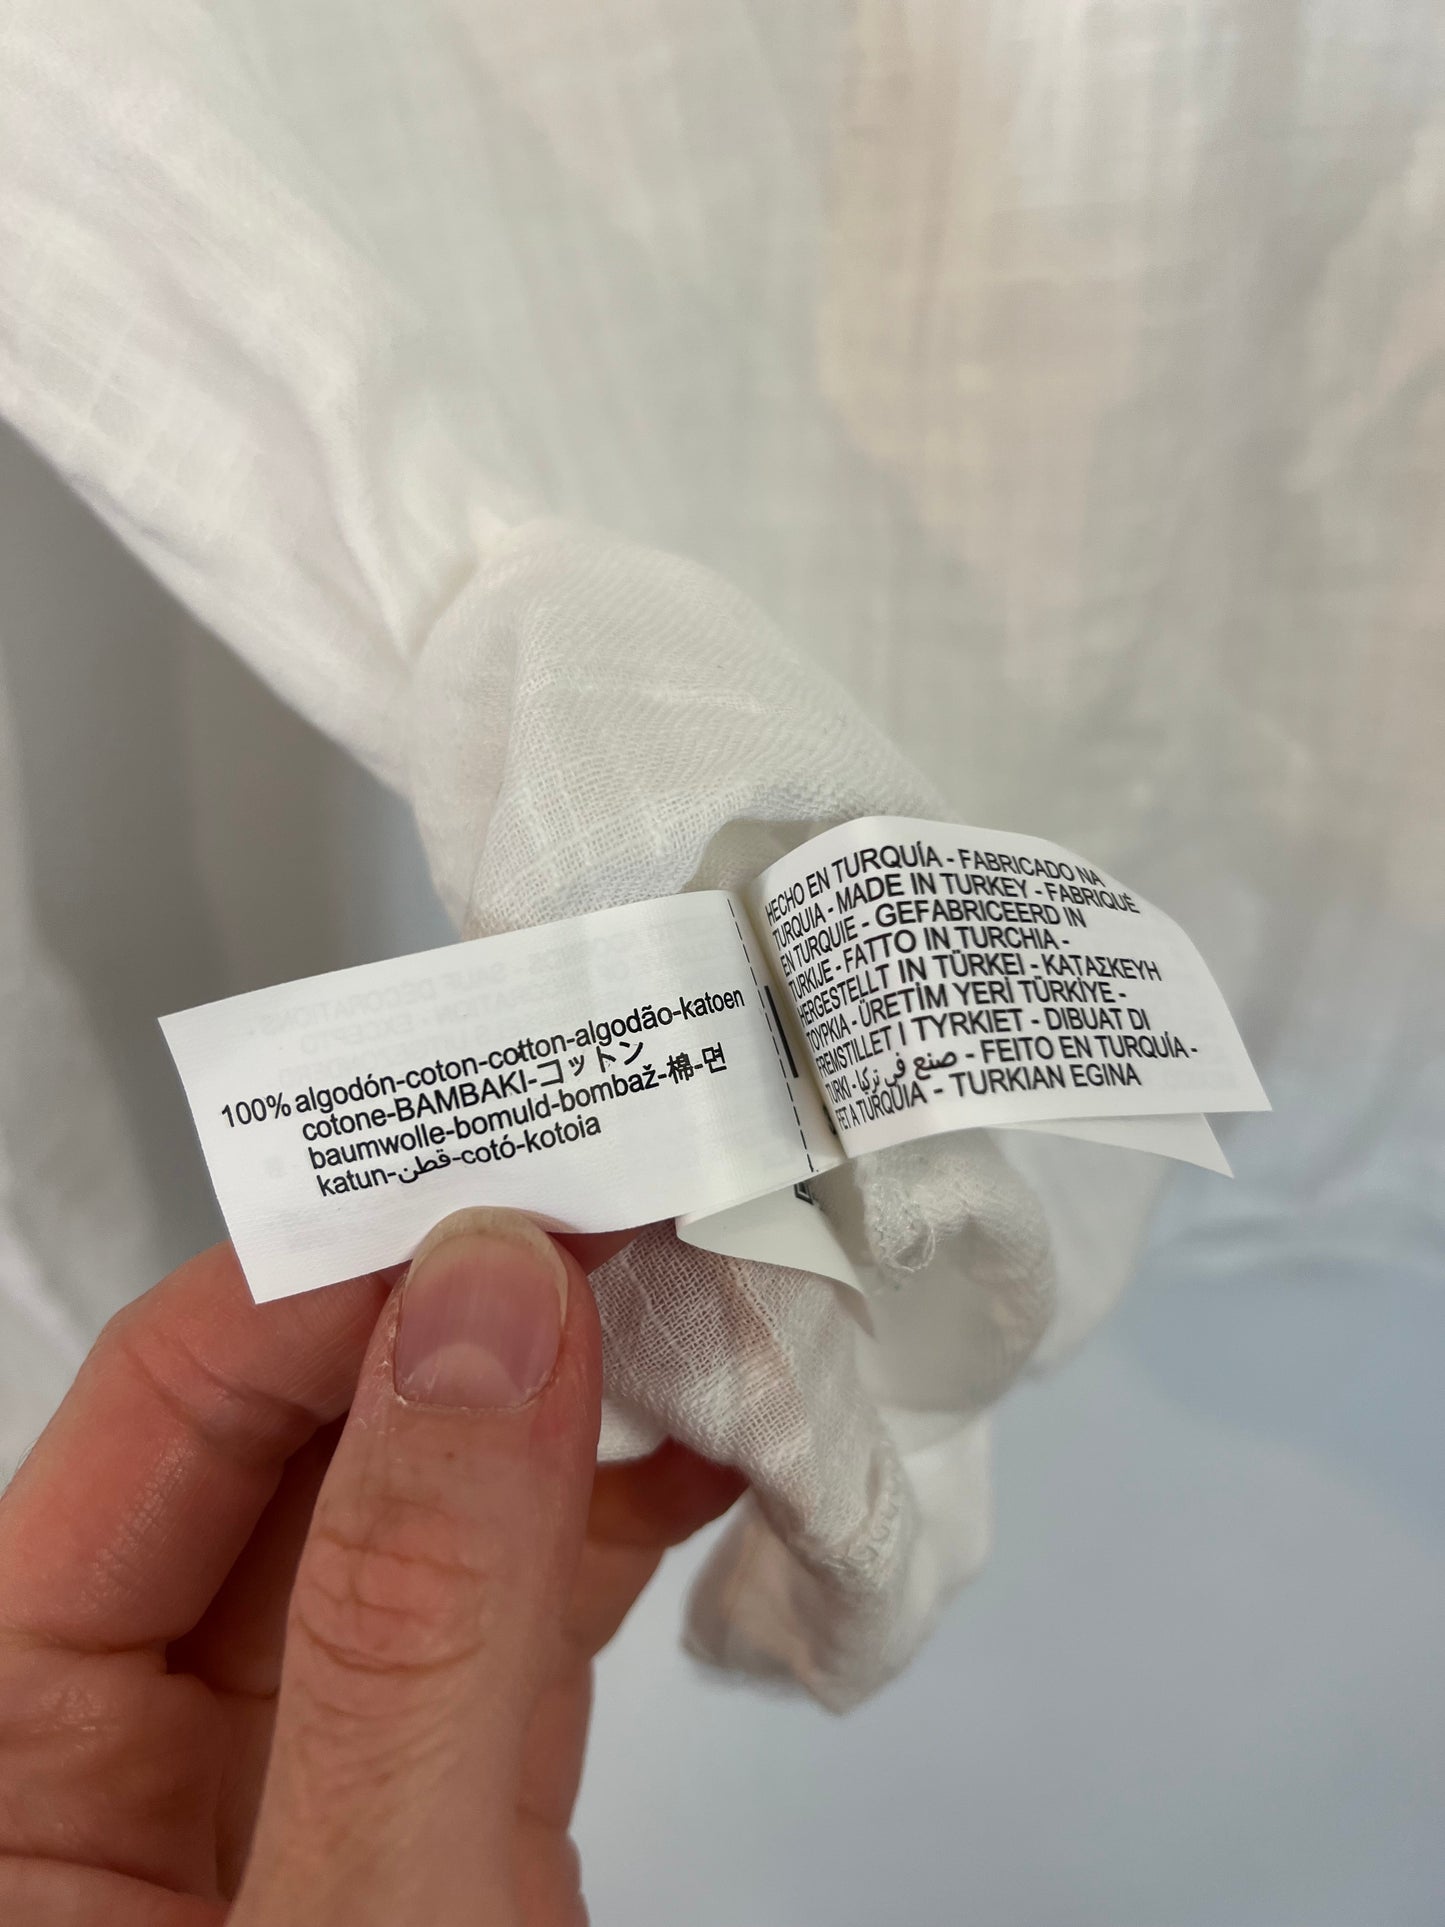 100% algodón-coton-cotton-algodão-katoen
cotone-BAMBAKI-コットン
baumwolle-bomuld-bombaž-棉-면
katun-قطن-cotó-kotoia
HECHO EN TURQUÍA - FABRICADO NA
TURQUIA - MADE IN TURKEY - FABRIQUÉ
EN TURQUIE - GEFABRICEERD IN
TURKIJE - FATTO IN TURCHIA -
HERGESTELLT IN TÜRKEI - ΚΑΤΑΣΚΕΥΗ
ΤΟΥΡΚΙΑ - ÜRETİM YERİ TÜRKİYE -
FREMSTILLET I TYRKIET - DIBUAT DI
TURKI - صنع في تركيا - FEITO EN TURQUÍA -
FET A TURQUIA - TURKIAN EGINA